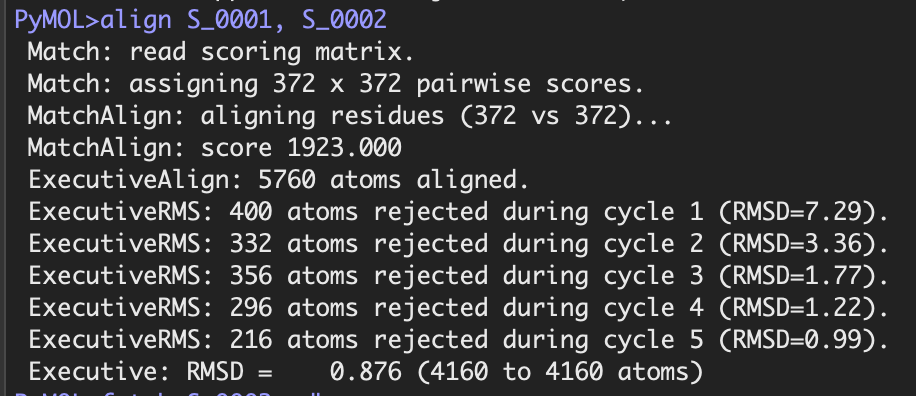 PyMOL>align S_0001, S_0002
Match: read scoring matrix.
Match: assigning 372 x 372 pairwise scores.
MatchAlign: aligning residues (372 vs 372)...
MatchAlign: score 1923.000
ExecutiveAlign: 5760 atoms aligned.
ExecutiveRMS: 400 atoms rejected during cycle 1 (RMSD=7.29).
ExecutiveRMS: 332 atoms rejected during cycle 2 (RMSD=3.36).
ExecutiveRMS: 356 atoms rejected during cycle 3 (RMSD=1.77).
ExecutiveRMS: 296 atoms rejected during cycle 4 (RMSD=1.22).
ExecutiveRMS: 216 atoms rejected during cycle 5 (RMSD=0.99).
Executive: RMSD =    0.876 (4160 to 4160 atoms)